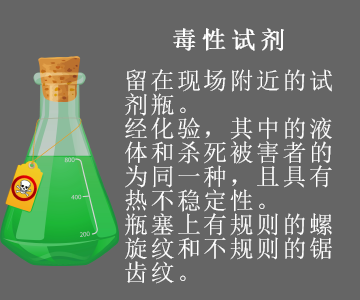 毒性试剂
留在现场附近的试
剂瓶。
经化验，其中的液
体和杀死被害者的
为同一种，且具有
热不稳定性。
瓶塞上有规则的螺
旋纹和不规则的锯
齿纹。
800
400
200